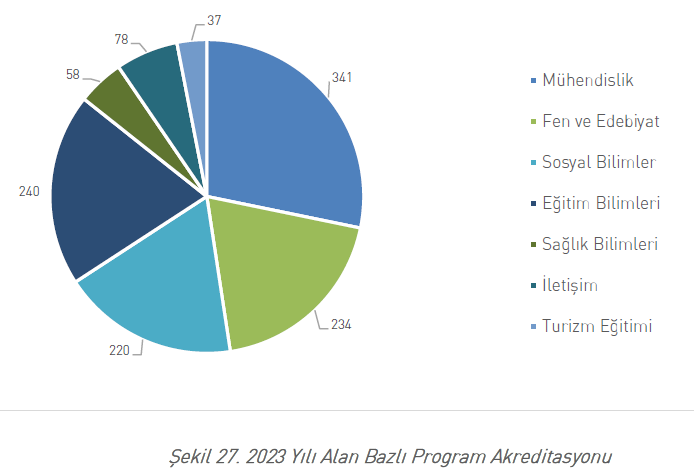 37
78
58
341
240
234
220
Mühendislik
Fen ve Edebiyat
Sosyal Bilimler
Eğitim Bilimleri
Sağlık Bilimleri
İletişim
Turizm Eğitimi
Şekil 27. 2023 Yılı Alan Bazlı Program Akreditasyonu